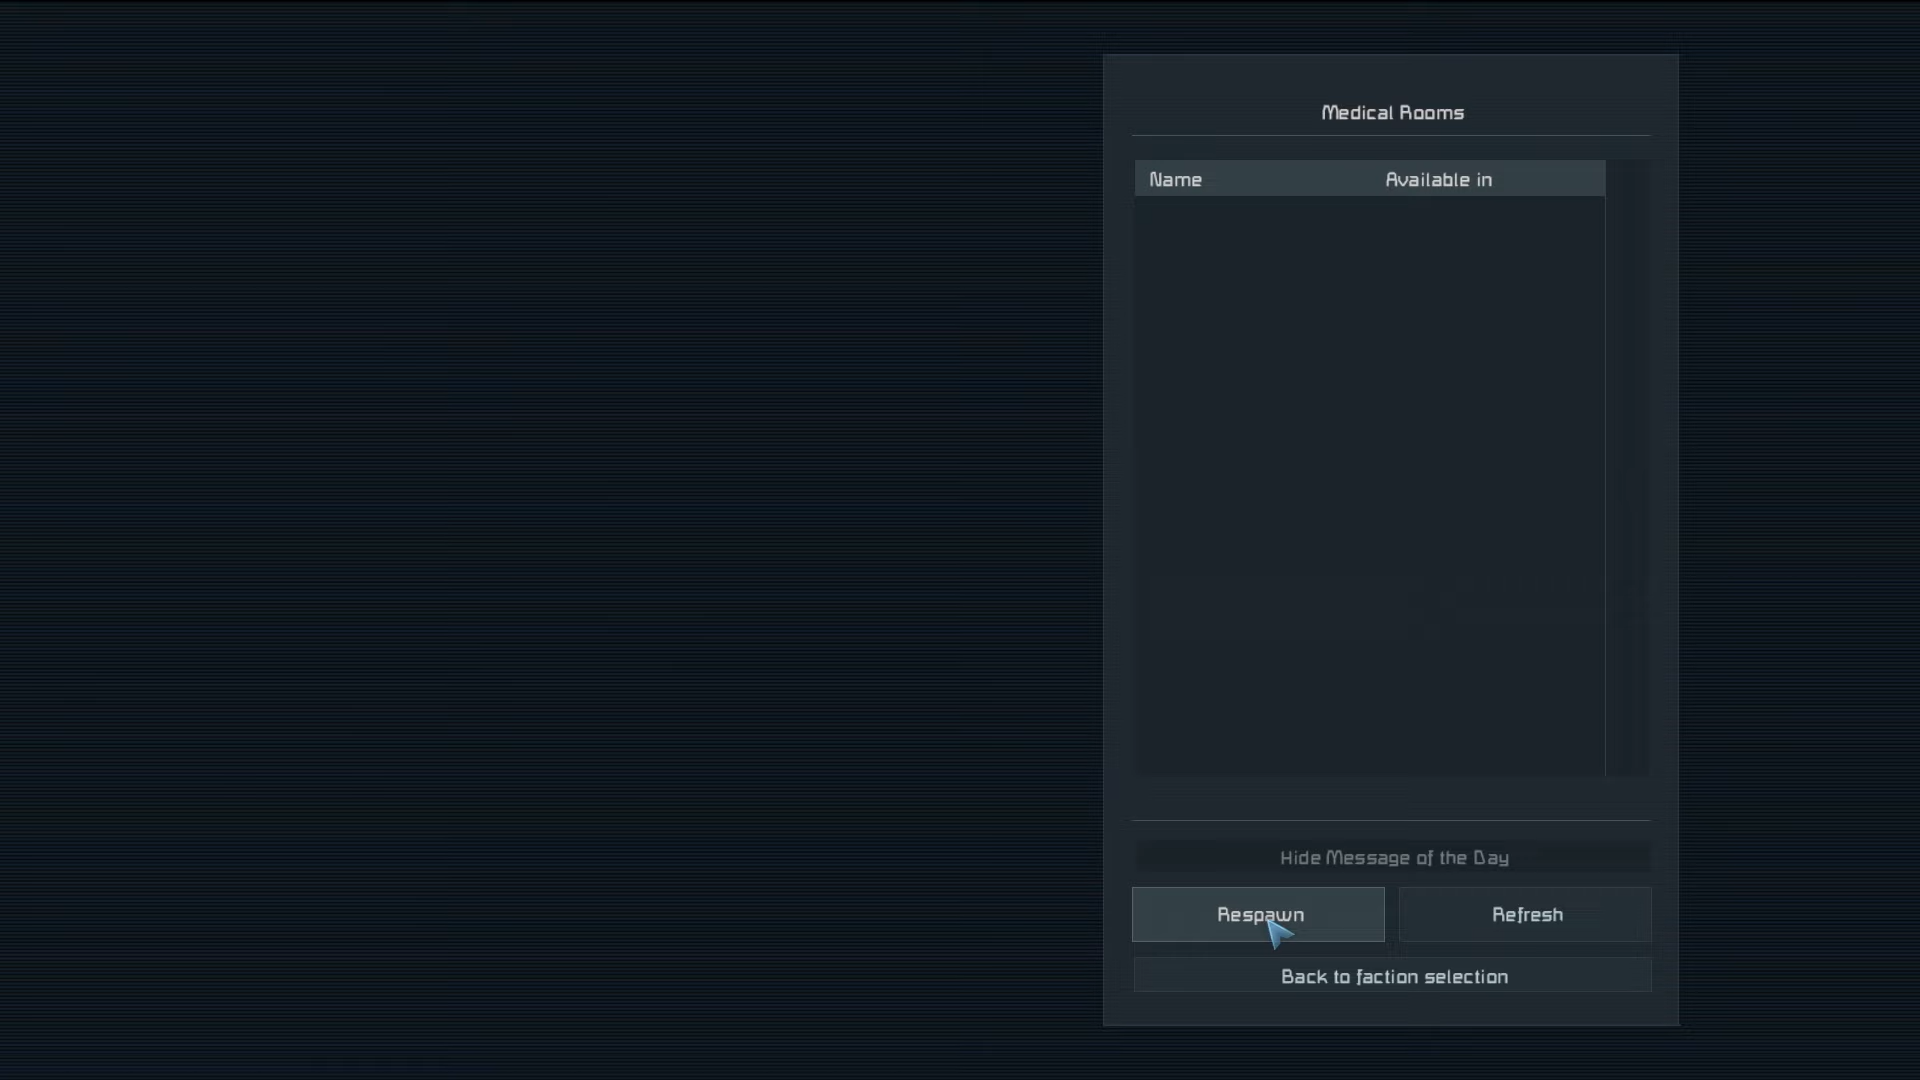 Medical Rooms
Name Available in
Hide Message of the Day
Respawn Refresh
Back to faction selection